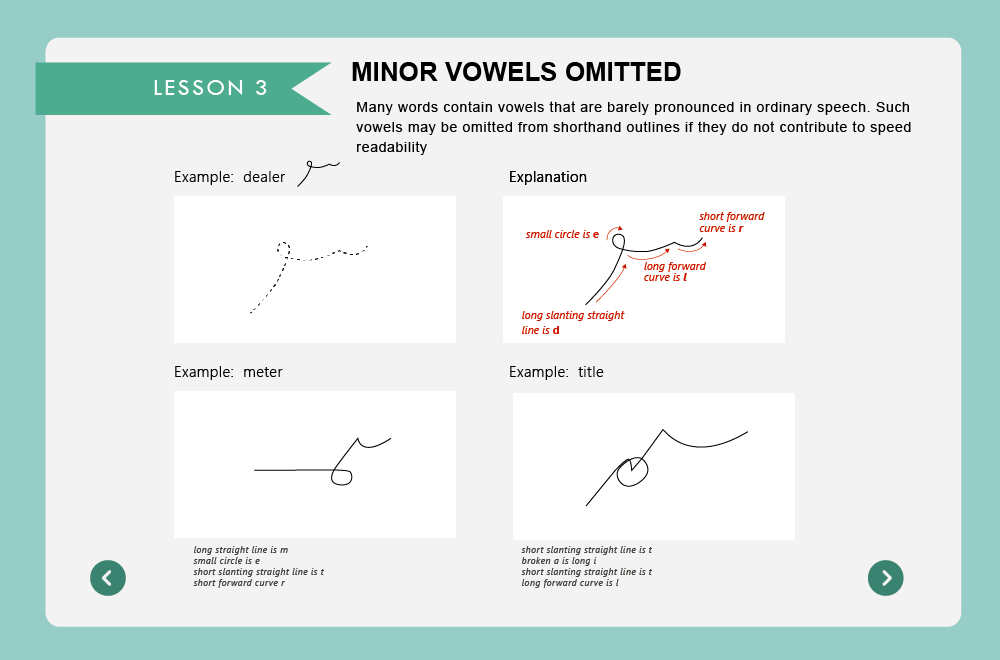 LESSON 3
MINOR VOWELS OMITTED
Many words contain vowels that are barely pronounced in ordinary speech. Such
vowels may be omitted from shorthand outlines if they do not contribute to speed
readability
Example: dealer
Explanation
small circle is e
short forward
curve is r
long forward
curve is l
long slanting straight
line is d
Example: meter
Example: title
long straight line is m
small circle is e
short slanting straight line is t
short forward curve r
short slanting straight line is t
broken a is long i
short slanting straight line is t
long forward curve is l